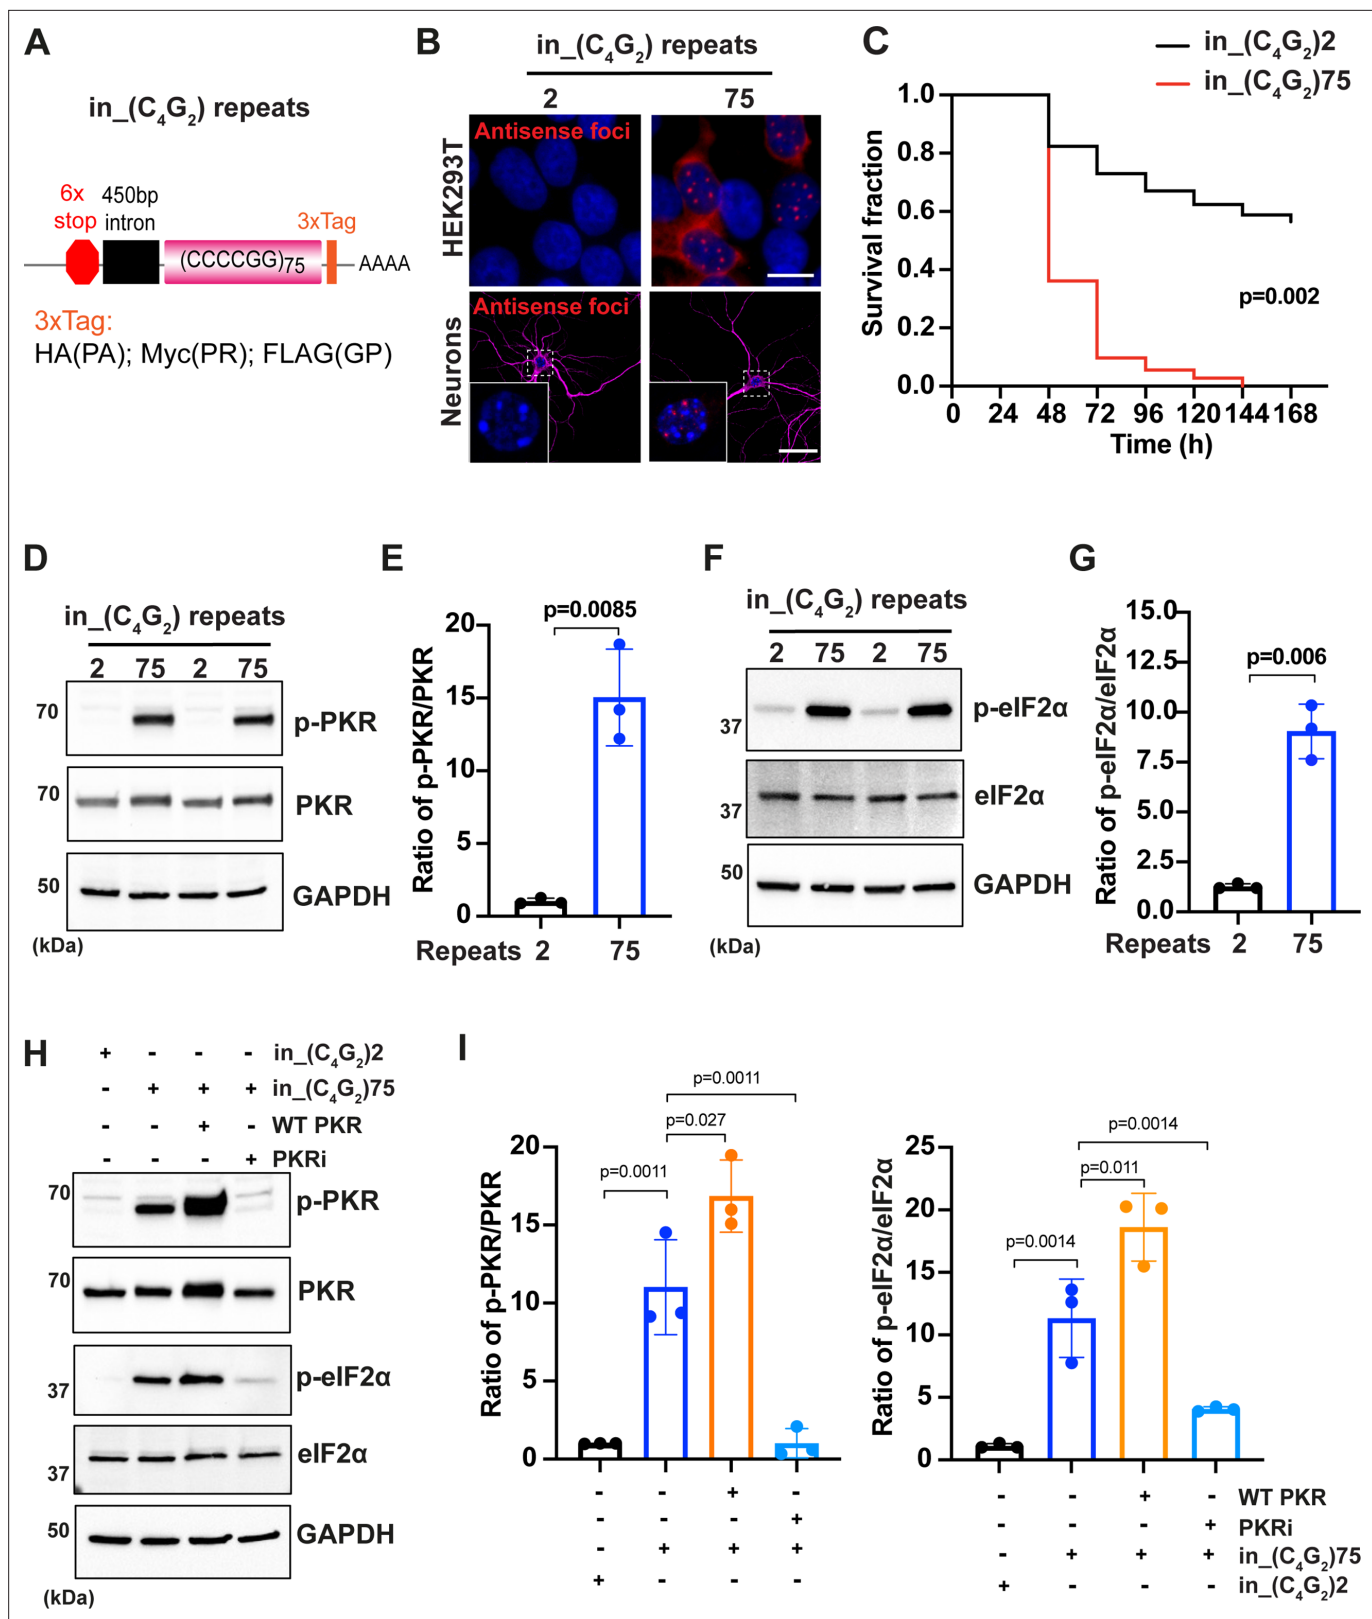 A
in_(C4G2) repeats
6x stop
450bp intron
3xTag
(CCCCGG)75
AAAA
3xTag:
HA(PA); Myc(PR); FLAG(GP)
B
in_(C4G2) repeats
2 75
HEK293T
Antisense foci
Neurons
Antisense foci
C
in_(C4G2)2
in_(C4G2)75
Survival fraction
1.0
0.8
0.6
0.4
0.2
0.0
p=0.002
0 24 48 72 96 120 144 168
Time (h)
D
in_(C4G2) repeats
2 75 2 75
70 p-PKR
70 PKR
50 GAPDH
(kDa)
E
p=0.0085
Ratio of p-PKR/PKR
20
15
10
5
0
Repeats 2 75
F
in_(C4G2) repeats
2 75 2 75
37 p-eIF2α
37 eIF2α
50 GAPDH
(kDa)
G
p=0.006
Ratio of p-eIF2α/eIF2α
15.0
12.5
10.0
7.5
5.0
2.5
0.0
Repeats 2 75
H
+ - - - in_(C4G2)2
- + + + in_(C4G2)75
- - + - WT PKR
- - - + PKRi
70 p-PKR
70 PKR
37 p-eIF2α
37 eIF2α
50 GAPDH
(kDa)
I
p=0.0011
p=0.027
p=0.0011
Ratio of p-PKR/PKR
20
15
10
5
0
- - + -
- - - +
- + + +
+ - - -
p=0.0014
p=0.011
p=0.0014
Ratio of p-eIF2α/eIF2α
25
20
15
10
5
0
- - + - WT PKR
- - - + PKRi
- + + + in_(C4G2)75
+ - - - in_(C4G2)2